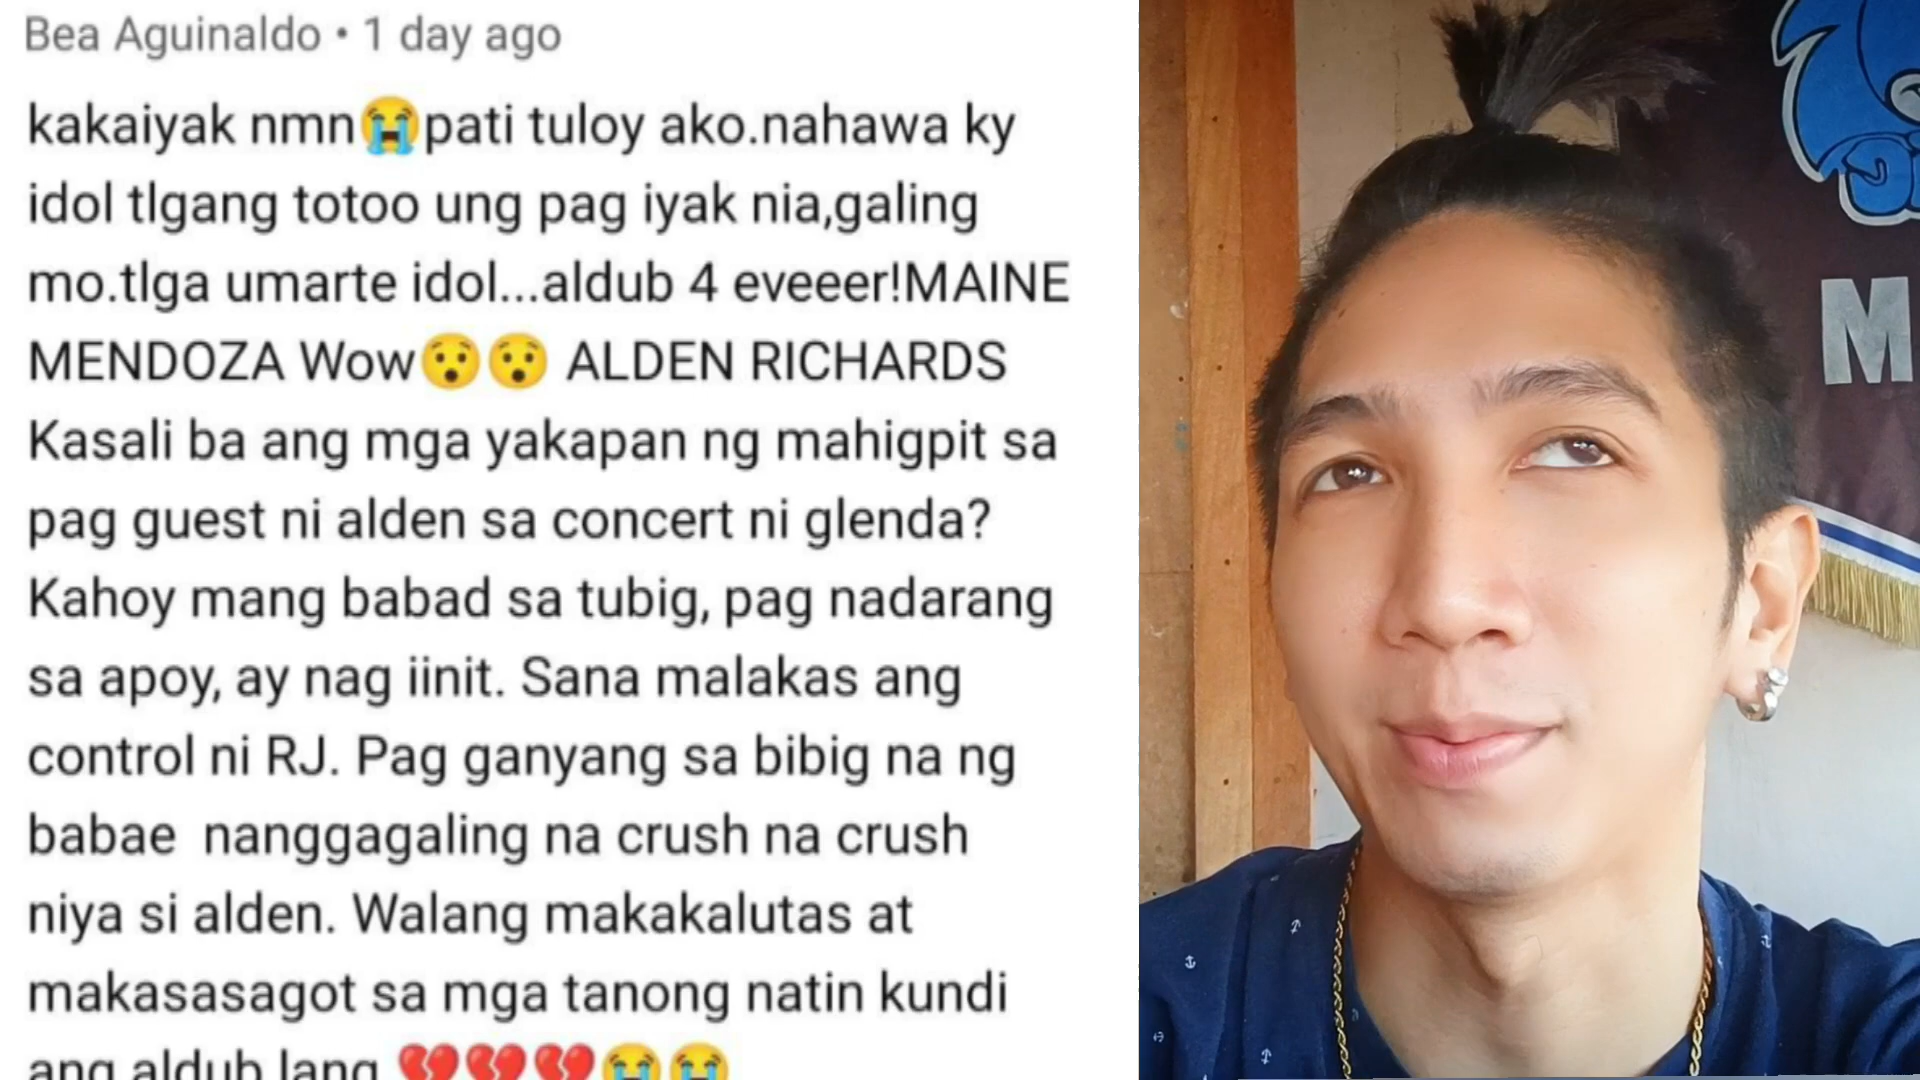 Bea Aguinaldo • 1 day ago
kakaiyak nmn😭pati tuloy ako.nahawa ky
idol tlgang totoo ung pag iyak nia,galing
mo.tlga umarte idol...aldub 4 eveeer!MAINE
MENDOZA Wow😯😯 ALDEN RICHARDS
Kasali ba ang mga yakapan ng mahigpit sa
pag guest ni alden sa concert ni glenda?
Kahoy mang babad sa tubig, pag nadarang
sa apoy, ay nag iinit. Sana malakas ang
control ni RJ. Pag ganyang sa bibig na ng
babae  nanggagaling na crush na crush
niya si alden. Walang makakalutas at
makasasagot sa mga tanong natin kundi
ang aldub lang 💔💔💔😭😭
M